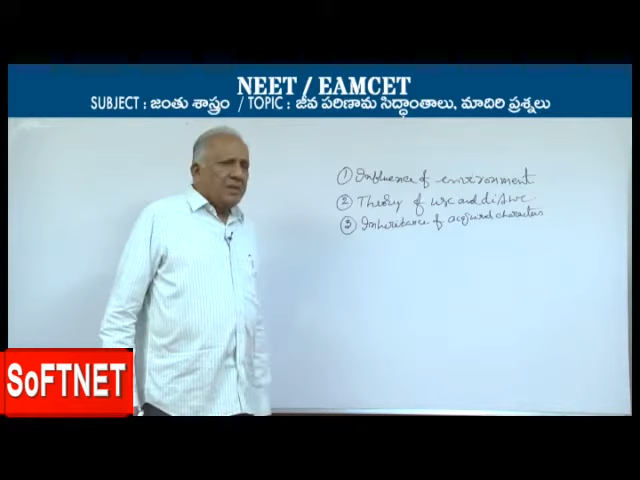 NEET / EAMCET
SUBJECT : జంతు శాస్త్రం / TOPIC : జీవ పరిణామ సిద్ధాంతాలు, మాదిరి ప్రశ్నలు
① Influence of environment
② Theory of use and disuse
③ Inheritance of acquired characters
SoFTNET